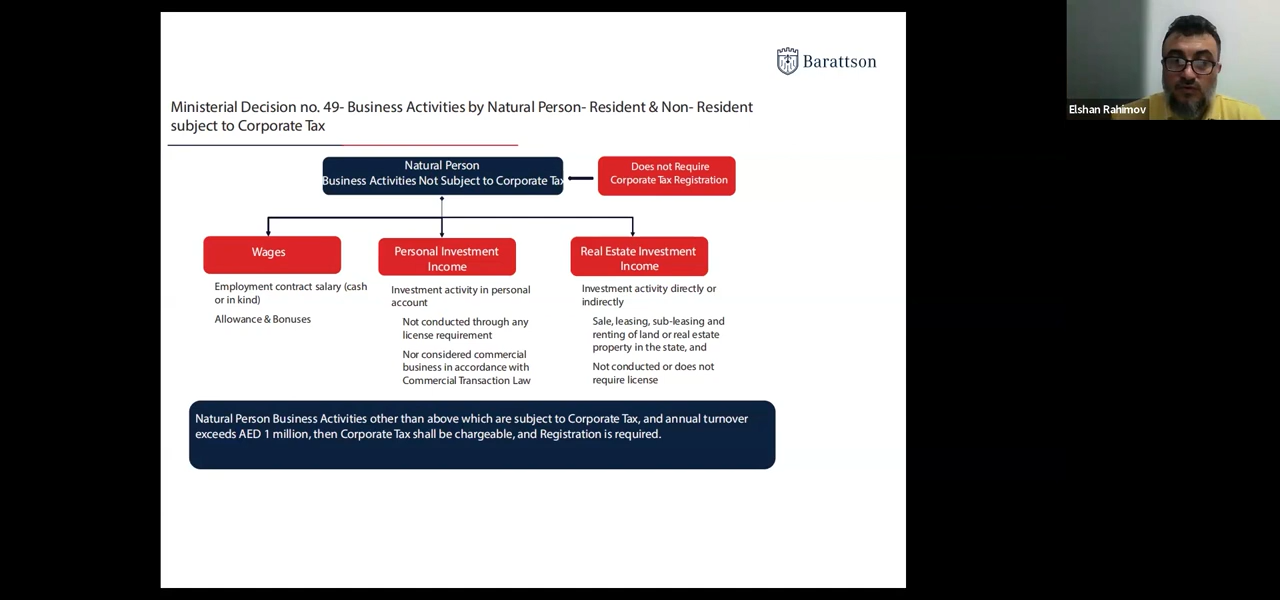 Barattson
Elshan Rahimov
Ministerial Decision no. 49- Business Activities by Natural Person- Resident & Non- Resident
subject to Corporate Tax
Natural Person
Business Activities Not Subject to Corporate Tax
Does not Require
Corporate Tax Registration
Wages
Employment contract salary (cash
or in kind)
Allowance & Bonuses
Personal Investment
Income
Investment activity in personal
account
Not conducted through any
license requirement
Nor considered commercial
business in accordance with
Commercial Transaction Law
Real Estate Investment
Income
Investment activity directly or
indirectly
Sale, leasing, sub-leasing and
renting of land or real estate
property in the state, and
Not conducted or does not
require license
Natural Person Business Activities other than above which are subject to Corporate Tax, and annual turnover
exceeds AED 1 million, then Corporate Tax shall be chargeable, and Registration is required.